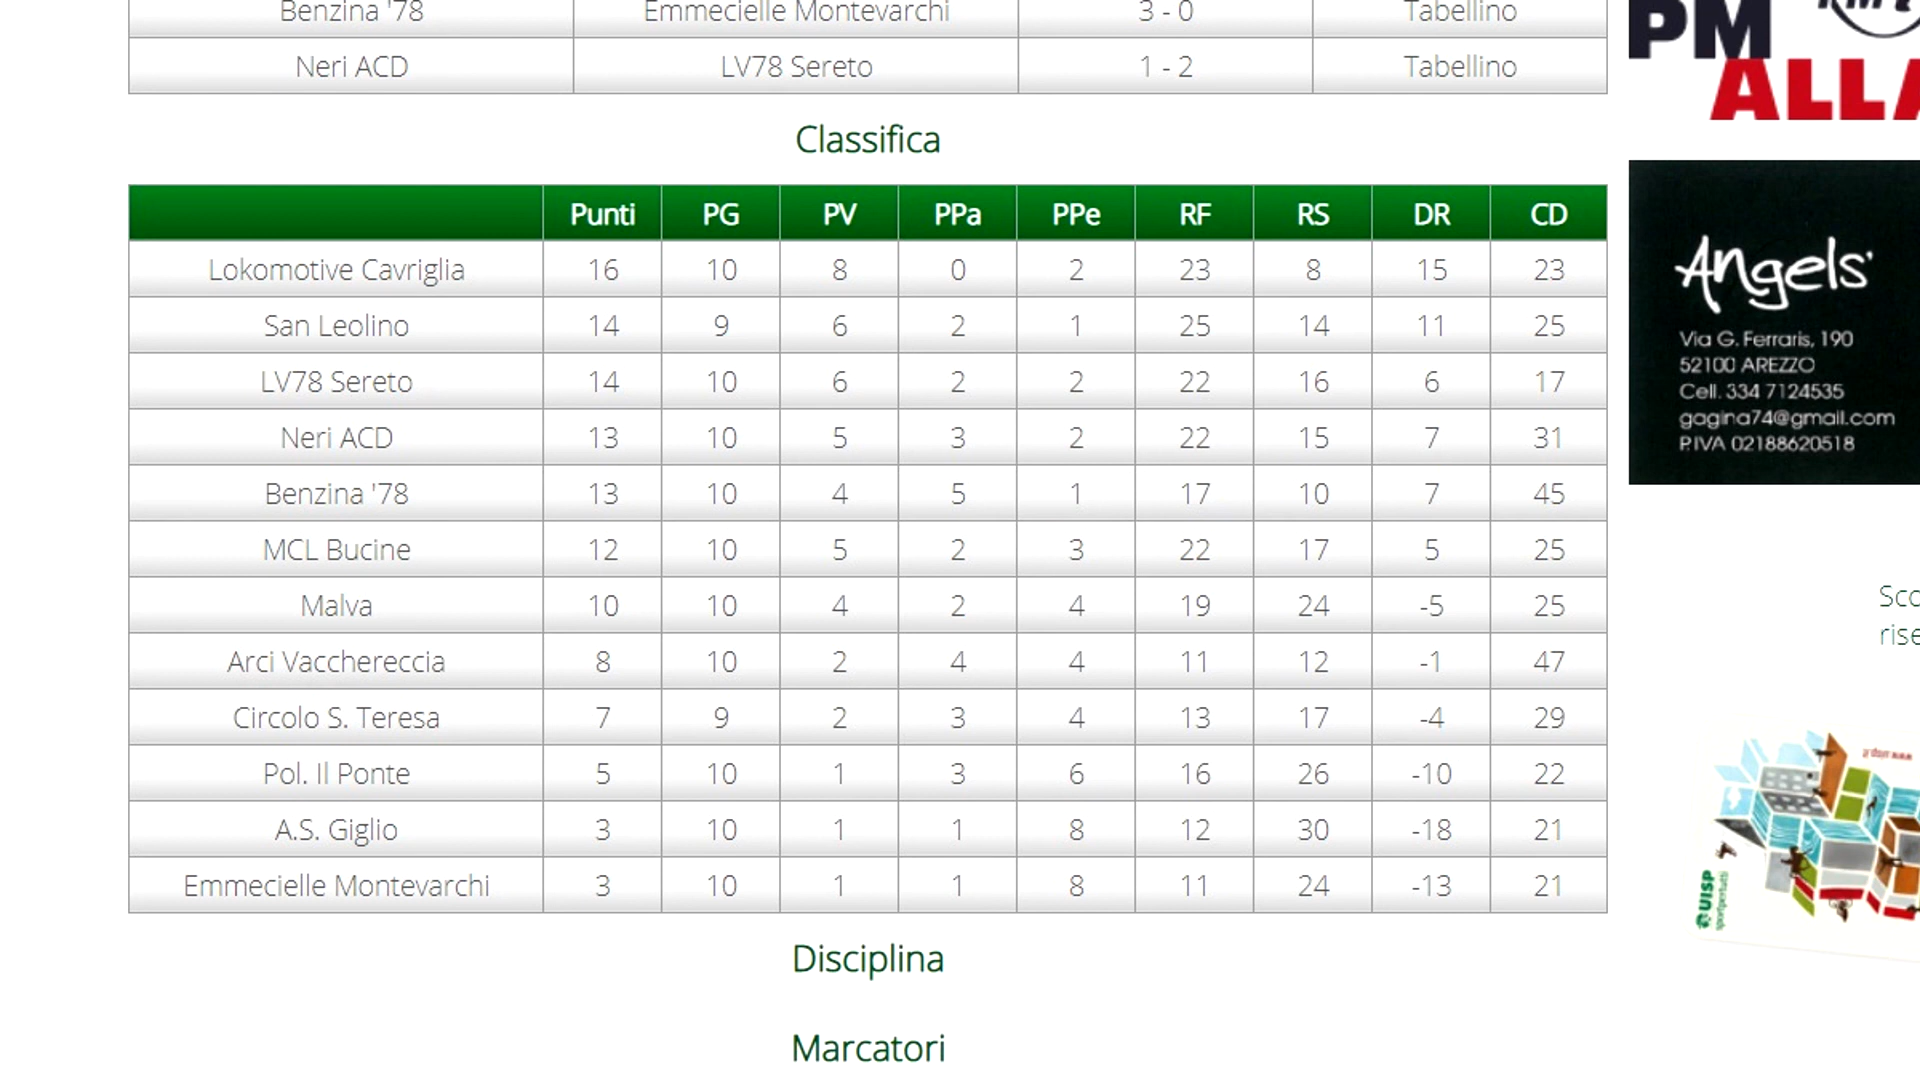 Benzina '78 Emmecielle Montevarchi 3 - 0 Tabellino
Neri ACD LV78 Sereto 1 - 2 Tabellino
Classifica
Punti PG PV PPa PPe RF RS DR CD
Lokomotive Cavriglia 16 10 8 0 2 23 8 15 23
San Leolino 14 9 6 2 1 25 14 11 25
LV78 Sereto 14 10 6 2 2 22 16 6 17
Neri ACD 13 10 5 3 2 22 15 7 31
Benzina '78 13 10 4 5 1 17 10 7 45
MCL Bucine 12 10 5 2 3 22 17 5 25
Malva 10 10 4 2 4 19 24 -5 25
Arci Vacchereccia 8 10 2 4 4 11 12 -1 47
Circolo S. Teresa 7 9 2 3 4 13 17 -4 29
Pol. Il Ponte 5 10 1 3 6 16 26 -10 22
A.S. Giglio 3 10 1 1 8 12 30 -18 21
Emmecielle Montevarchi 3 10 1 1 8 11 24 -13 21
Disciplina
Marcatori
PM
ALLA
Angels'
Via G. Ferraris, 190
52100 AREZZO
Cell. 334 7124535
gagina74@gmail.com
P.IVA 02188620518
Sco
rise
www.uisp.it
UISP
sportpertutti